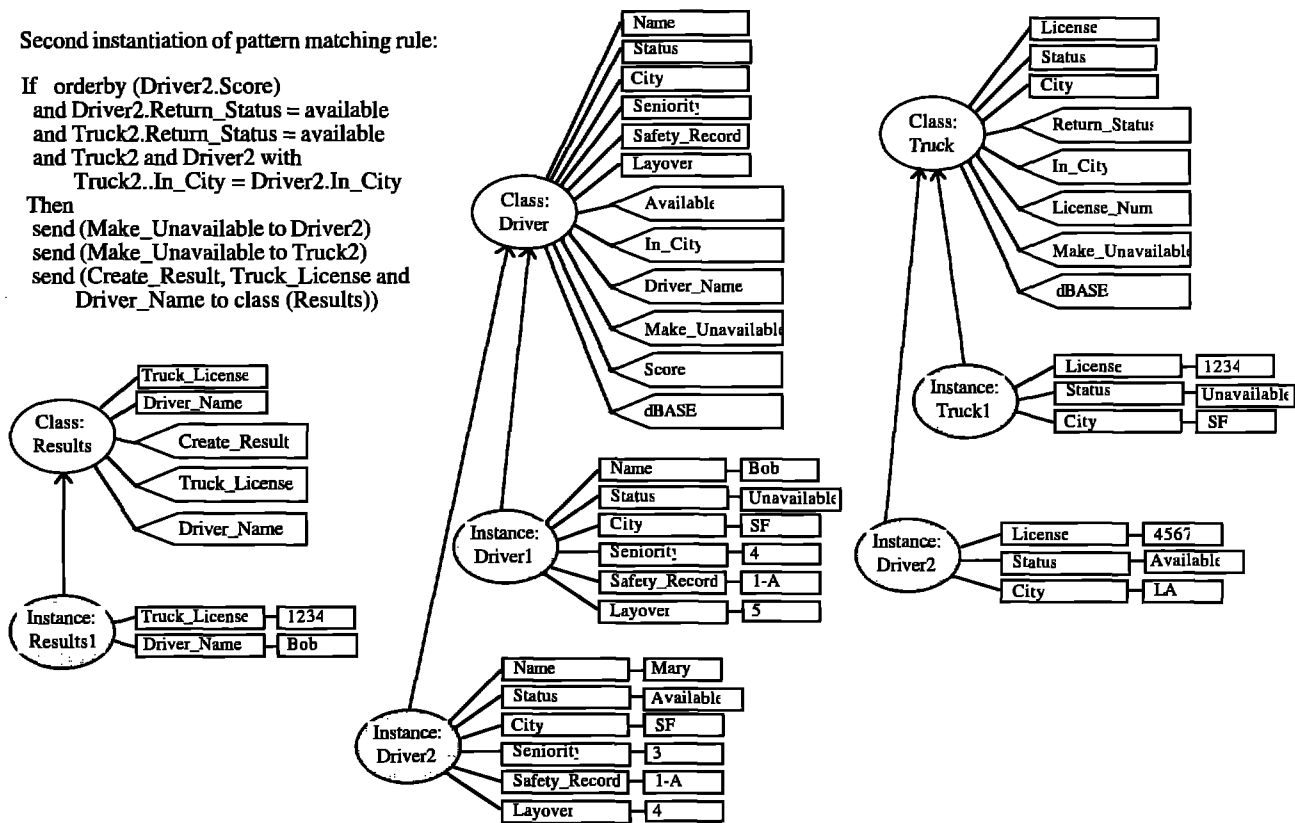 Second instantiation of pattern matching rule:
If orderby (Driver2.Score)
and Driver2.Return_Status = available
and Truck2.Return_Status = available
and Truck2 and Driver2 with
Truck2..In_City = Driver2.In_City
Then
send (Make_Unavailable to Driver2)
send (Make_Unavailable to Truck2)
send (Create_Result, Truck_License and
Driver_Name to class (Results))
Class:
Results
Truck_License
Driver_Name
Create_Result
Truck_License
Driver_Name
Instance:
Results1
Truck_License 1234
Driver_Name Bob
Class:
Driver
Name
Status
City
Seniority
Safety_Record
Layover
Available
In_City
Driver_Name
Make_Unavailable
Score
dBASE
Instance:
Driver1
Name Bob
Status Unavailable
City SF
Seniority 4
Safety_Record 1-A
Layover 5
Instance:
Driver2
Name Mary
Status Available
City SF
Seniority 3
Safety_Record 1-A
Layover 4
Class:
Truck
License
Status
City
Return_Status
In_City
License_Num
Make_Unavailable
dBASE
Instance:
Truck1
License 1234
Status Unavailable
City SF
Instance:
Driver2
License 4567
Status Available
City LA